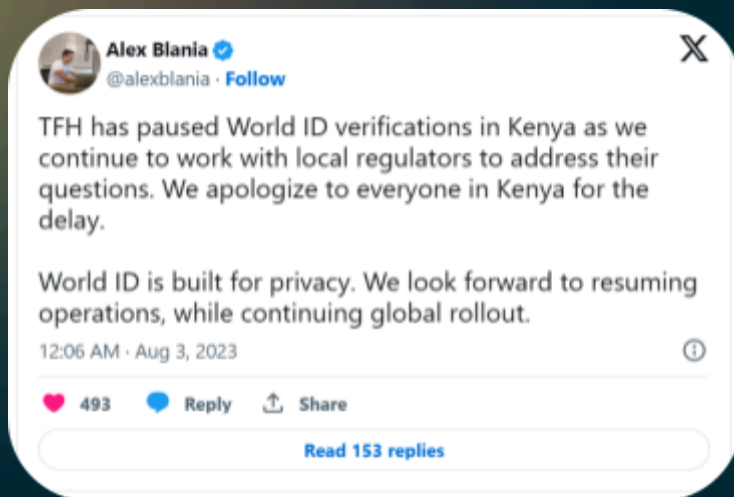 Alex Blania
@alexblania · Follow
X
TFH has paused World ID verifications in Kenya as we
continue to work with local regulators to address their
questions. We apologize to everyone in Kenya for the
delay.
World ID is built for privacy. We look forward to resuming
operations, while continuing global rollout.
12:06 AM · Aug 3, 2023
493 Reply Share
Read 153 replies